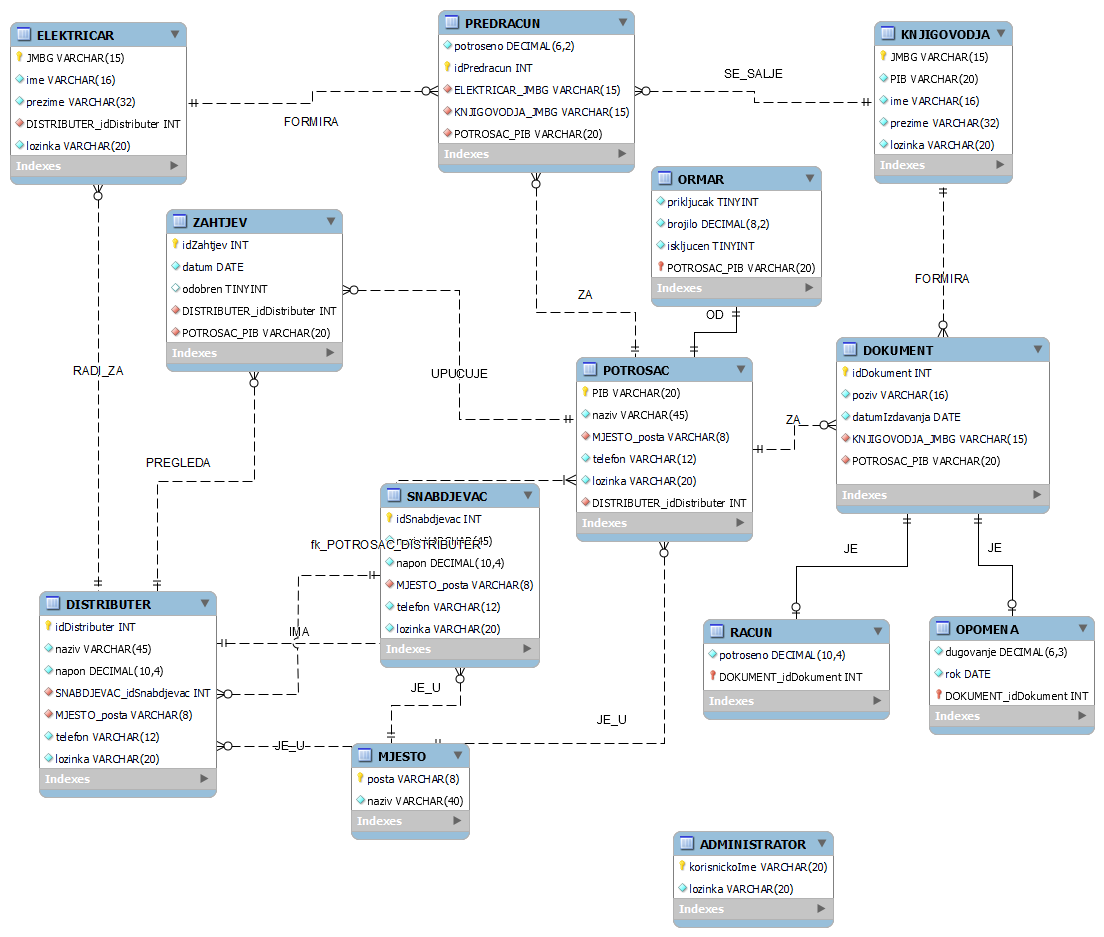 ELEKTRICAR
JMBG VARCHAR(15)
ime VARCHAR(16)
prezime VARCHAR(32)
DISTRIBUTER_idDistributer INT
lozinka VARCHAR(20)
Indexes
FORMIRA
PREDRACUN
potroseno DECIMAL(6,2)
idPredracun INT
ELEKTRICAR_JMBG VARCHAR(15)
KNJIGOVODJA_JMBG VARCHAR(15)
POTROSAC_PIB VARCHAR(20)
Indexes
SE_SALJE
KNJIGOVODJA
JMBG VARCHAR(15)
PIB VARCHAR(20)
ime VARCHAR(16)
prezime VARCHAR(32)
lozinka VARCHAR(20)
Indexes
ZAHTJEV
idZahtjev INT
datum DATE
odobren TINYINT
DISTRIBUTER_idDistributer INT
POTROSAC_PIB VARCHAR(20)
Indexes
ORMAR
prikljucak TINYINT
brojilo DECIMAL(8,2)
iskljucen TINYINT
POTROSAC_PIB VARCHAR(20)
Indexes
ZA
OD
FORMIRA
RADI_ZA
UPUCUJE
PREGLEDA
POTROSAC
PIB VARCHAR(20)
naziv VARCHAR(45)
MJESTO_posta VARCHAR(8)
telefon VARCHAR(12)
lozinka VARCHAR(20)
DISTRIBUTER_idDistributer INT
Indexes
ZA
DOKUMENT
idDokument INT
poziv VARCHAR(16)
datumIzdavanja DATE
KNJIGOVODJA_JMBG VARCHAR(15)
POTROSAC_PIB VARCHAR(20)
Indexes
SNABDJEVAC
idSnabdjevac INT
45)
fk_POTROSAC_DISTRIBUTER
napon DECIMAL(10,4)
MJESTO_posta VARCHAR(8)
telefon VARCHAR(12)
lozinka VARCHAR(20)
Indexes
JE
JE
DISTRIBUTER
idDistributer INT
naziv VARCHAR(45)
napon DECIMAL(10,4)
SNABDJEVAC_idSnabdjevac INT
MJESTO_posta VARCHAR(8)
telefon VARCHAR(12)
lozinka VARCHAR(20)
Indexes
IMA
JE_U
JE_U
JE_U
RACUN
potroseno DECIMAL(10,4)
DOKUMENT_idDokument INT
Indexes
OPOMENA
dugovanje DECIMAL(6,3)
rok DATE
DOKUMENT_idDokument INT
Indexes
MJESTO
posta VARCHAR(8)
naziv VARCHAR(40)
Indexes
ADMINISTRATOR
korisnickoIme VARCHAR(20)
lozinka VARCHAR(20)
Indexes